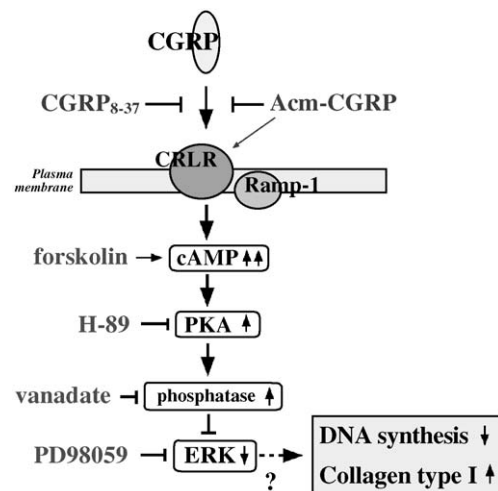 CGRP
CGRP8-37
Acm-CGRP
CRLR
Plasma
membrane
Ramp-1
forskolin
cAMP
H-89
PKA
vanadate
phosphatase
PD98059
ERK
?
DNA synthesis
Collagen type I